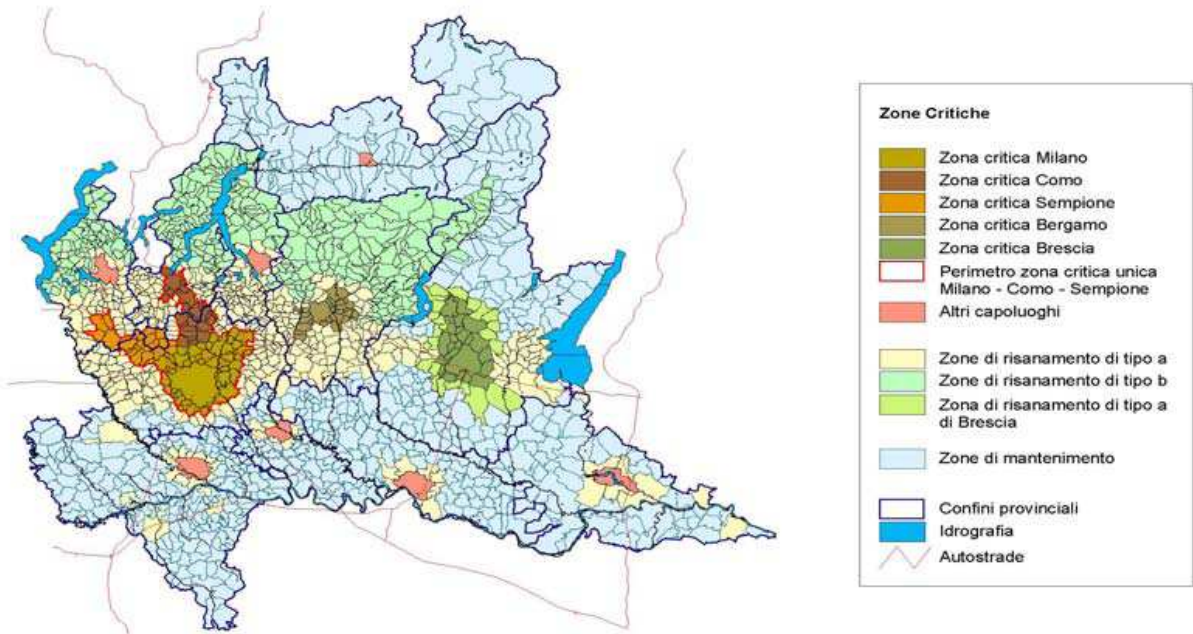 Zone Critiche
Zona critica Milano
Zona critica Como
Zona critica Sempione
Zona critica Bergamo
Zona critica Brescia
Perimetro zona critica unica
Milano - Como - Sempione
Altri capoluoghi
Zone di risanamento di tipo a
Zone di risanamento di tipo b
Zona di risanamento di tipo a
di Brescia
Zone di mantenimento
Confini provinciali
Idrografia
Autostrade